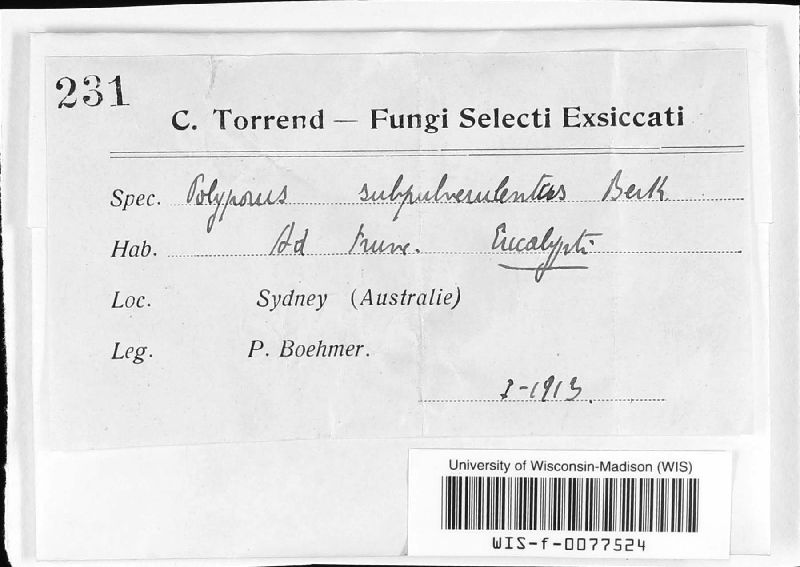 231
C. Torrend — Fungi Selecti Exsiccati
Spec. Polyporus subpulverulentus Berk
Hab. Ad trunc. Eucalypti
Loc. Sydney (Australie)
Leg. P. Boehmer.
I-1913.
University of Wisconsin-Madison (WIS)
WIS-f-0077524